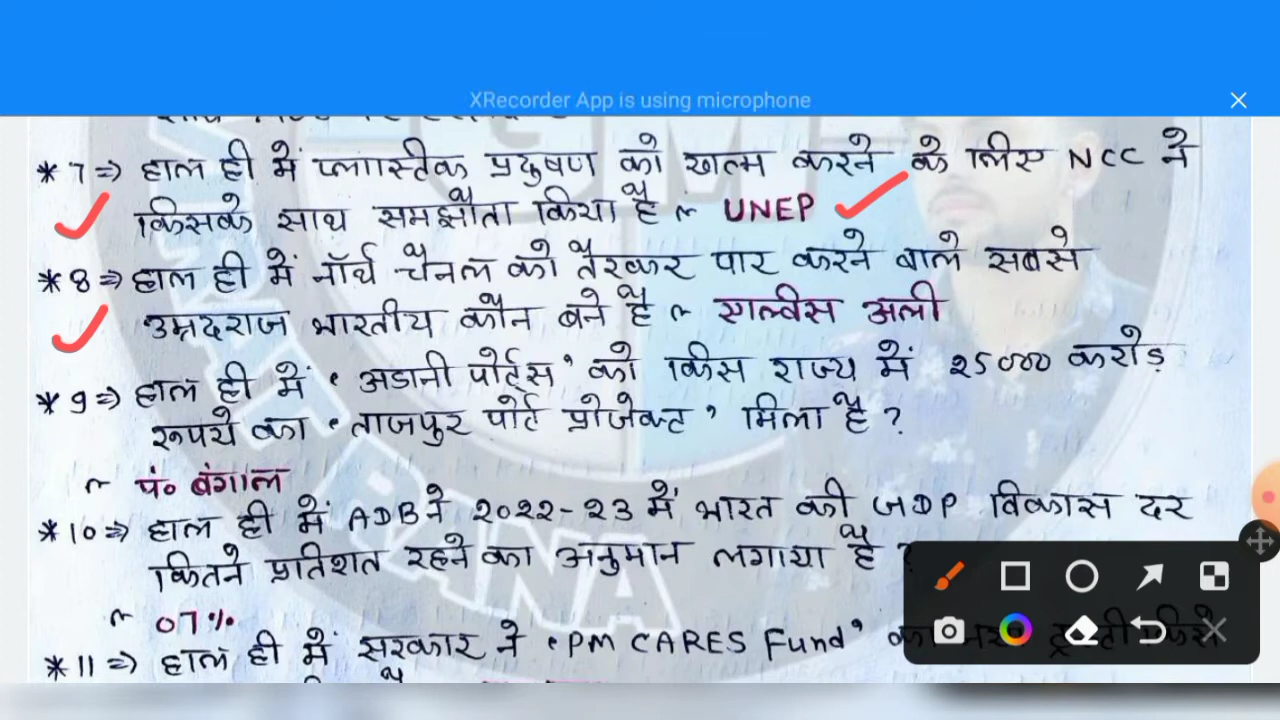 XRecorder App is using microphone
* 7 ⇒ हाल ही में प्लास्तीक प्रदुषण को खत्म करने के लिए NCC ने
किसके साथ समझौता किया है ~ UNEP
* 8 ⇒ हाल ही में नॉर्थ चैनल को तैरकर पार करने बाले सबसे
उम्रदराज भारतीय कौन बने है ~ एल्वीस अली
* 9 ⇒ हाल ही में ' अडानी पोर्ट्स ' को किस राज्य में 25000 करोड़
रूपये का ' ताजपुर पोर्ट प्रोजेक्ट ' मिला है ?
~ पं० बंगाल
* 10 ⇒ हाल ही में ADB ने 2022-23 में भारत की GDP विकास दर
कितने प्रतिशत रहने का अनुमान लगाया है ?
~ 07%
* 11 ⇒ हाल ही में सरकार ने 'PM CARES Fund'
RANA